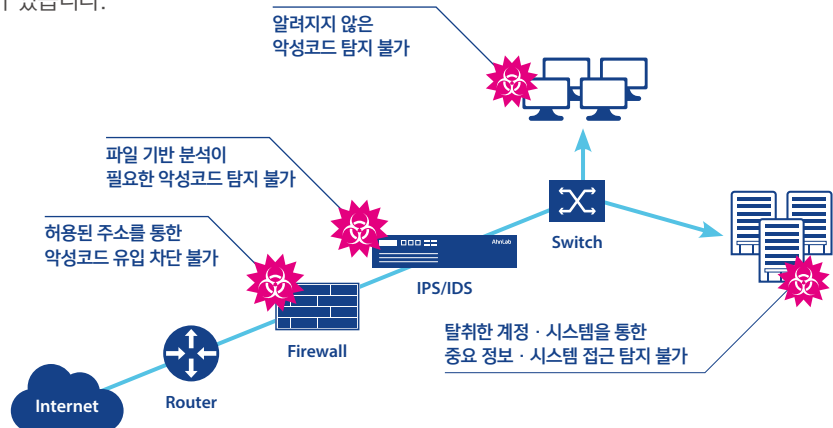 있습니다.
알려지지 않은
악성코드 탐지 불가
파일 기반 분석이
필요한 악성코드 탐지 불가
허용된 주소를 통한
악성코드 유입 차단 불가
AhnLab
Switch
IPS/IDS
탈취한 계정 · 시스템을 통한
중요 정보 · 시스템 접근 탐지 불가
Firewall
Router
Internet